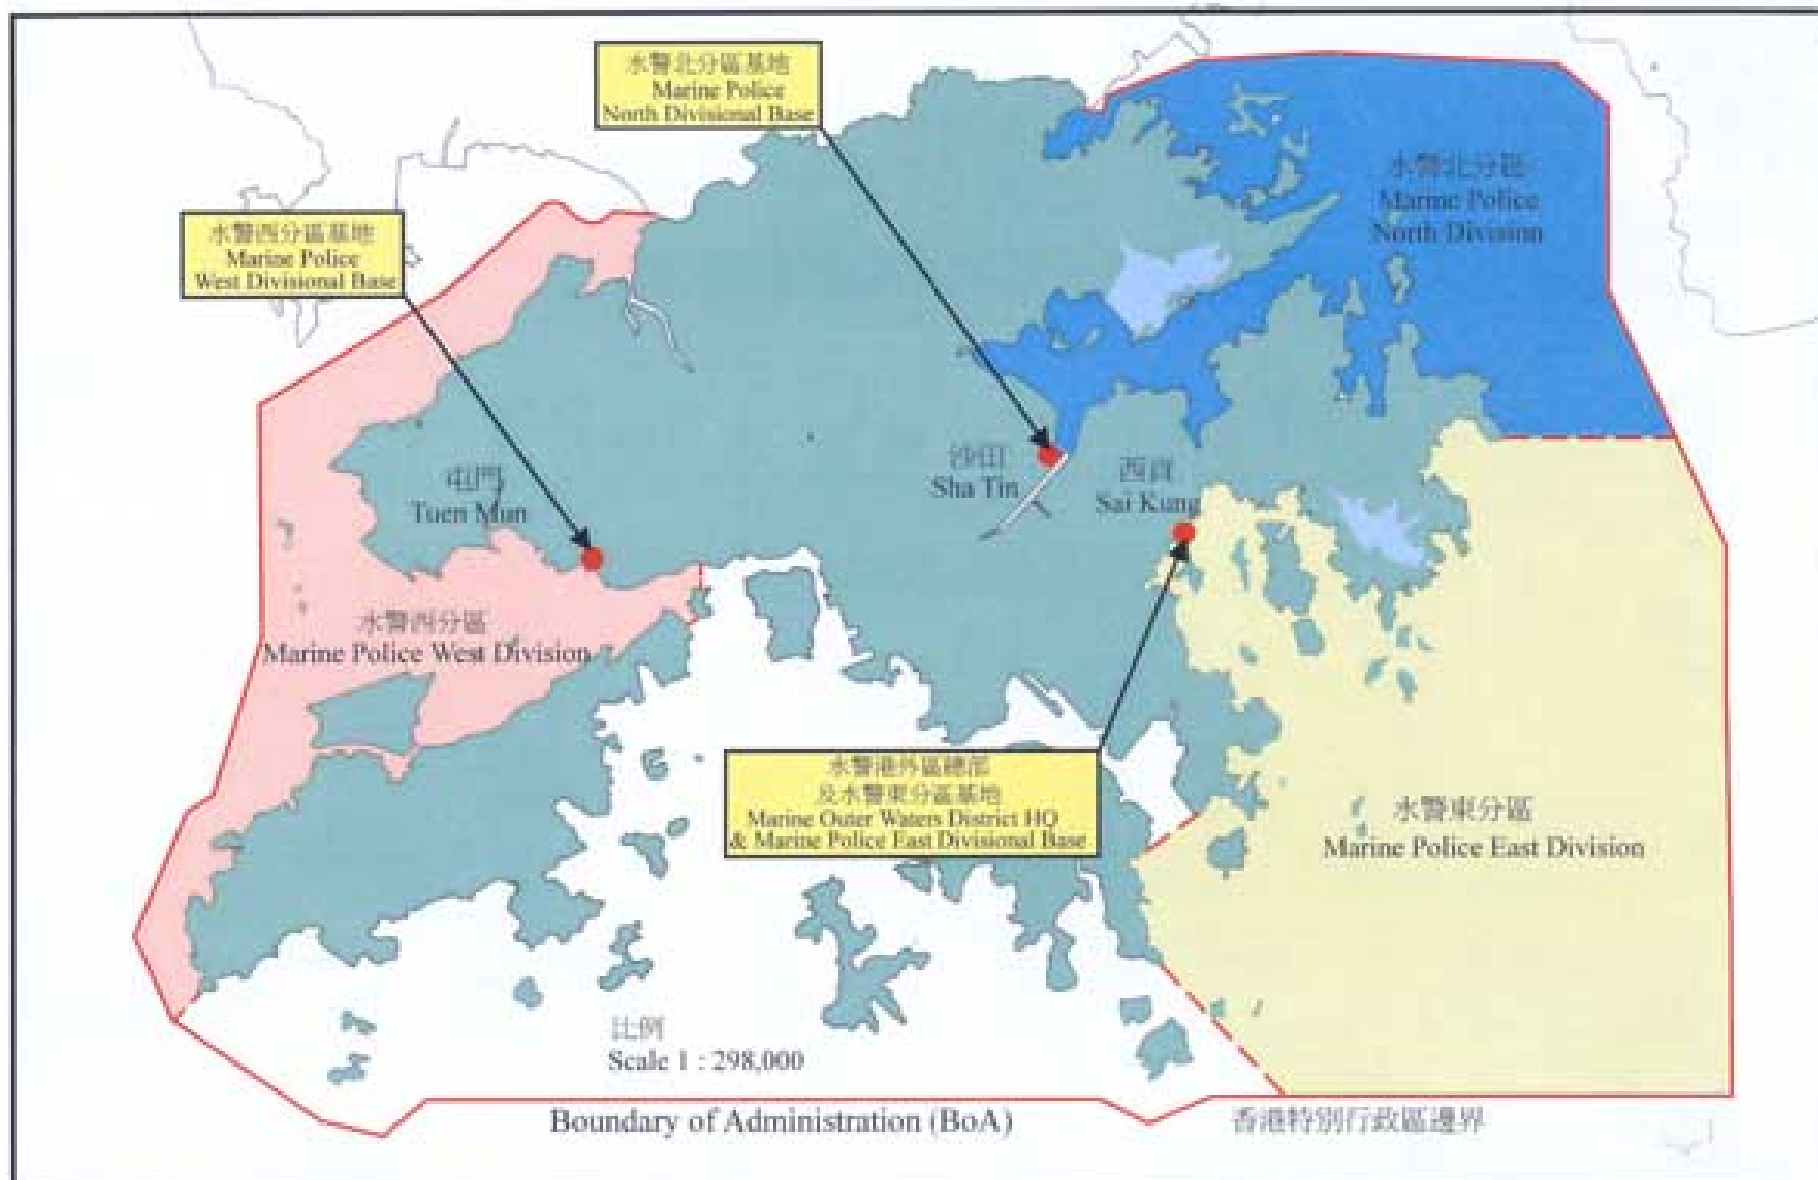 水警北分區基地
Marine Police
North Divisional Base
水警北分區
Marine Police
North Division
水警西分區基地
Marine Police
West Divisional Base
沙田
Sha Tin
西貢
Sai Kung
屯門
Tuen Mun
水警西分區
Marine Police West Division
水警港外區總部
及水警東分區基地
Marine Outer Waters District HQ
& Marine Police East Divisional Base
水警東分區
Marine Police East Division
比例
Scale 1 : 298,000
Boundary of Administration (BoA)
香港特別行政區邊界